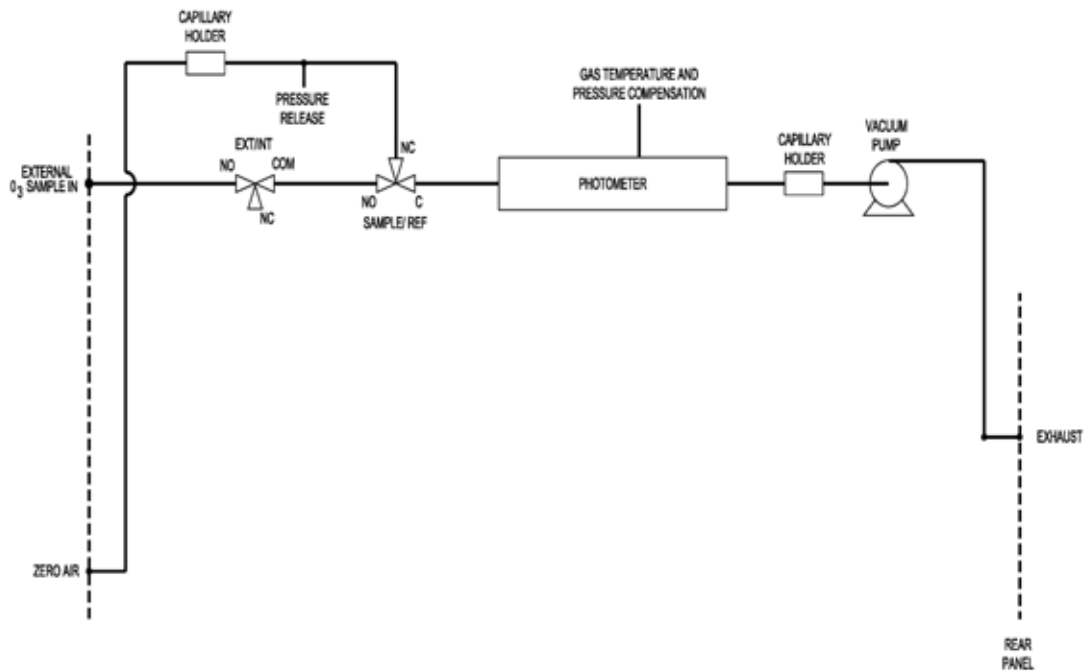 CAPILLARY
HOLDER
PRESSURE
RELEASE
GAS TEMPERATURE AND
PRESSURE COMPENSATION
EXTERNAL
O3 SAMPLE IN
EXT/INT
NO
COM
NC
NC
NO
C
SAMPLE/ REF
PHOTOMETER
CAPILLARY
HOLDER
VACUUM
PUMP
ZERO AIR
EXHAUST
REAR
PANEL